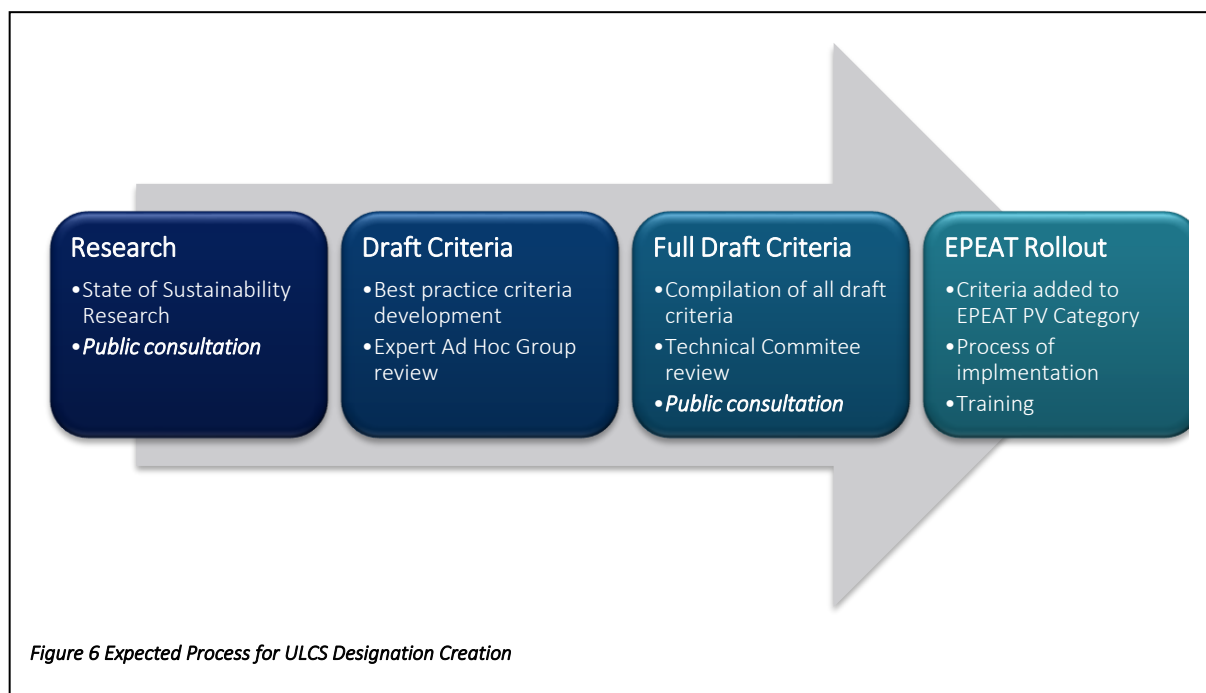 Research
•State of Sustainability
Research
•Public consultation
Draft Criteria
•Best practice criteria
development
•Expert Ad Hoc Group
review
Full Draft Criteria
•Compilation of all draft
criteria
•Technical Commitee
review
•Public consultation
EPEAT Rollout
•Criteria added to
EPEAT PV Category
•Process of
implmentation
•Training
Figure 6 Expected Process for ULCS Designation Creation